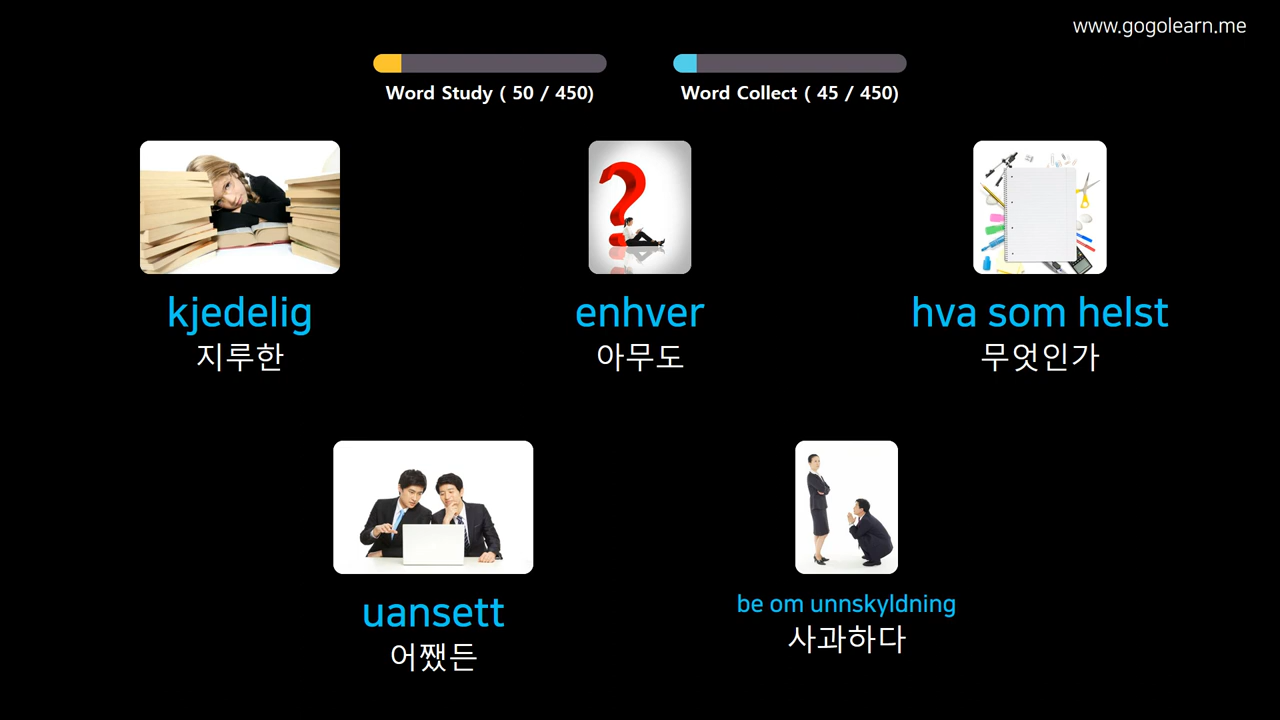 www.gogolearn.me
Word Study ( 50 / 450)
Word Collect ( 45 / 450)
kjedelig
지루한
enhver
아무도
hva som helst
무엇인가
uansett
어쨌든
be om unnskyldning
사과하다